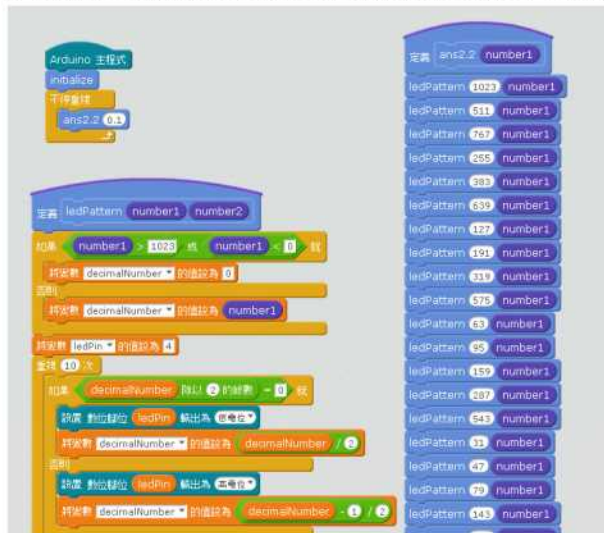 Arduino 主程式
initialize
不停重複
ans2.2 0.1
定義 ledPattern number1 number2
如果 number1 > 1023 或 number1 < 0 就
將變數 decimalNumber 的值設為 0
否則
將變數 decimalNumber 的值設為 number1
將變數 ledPin 的值設為 4
重複 10 次
如果 decimalNumber 除以 2 的餘數 = 0 就
設置 數位腳位 ledPin 輸出為 低電位
將變數 decimalNumber 的值設為 decimalNumber / 2
否則
設置 數位腳位 ledPin 輸出為 高電位
將變數 decimalNumber 的值設為 decimalNumber - 1 / 2
定義 ans2.2 number1
ledPattern 1023 number1
ledPattern 511 number1
ledPattern 767 number1
ledPattern 255 number1
ledPattern 383 number1
ledPattern 639 number1
ledPattern 127 number1
ledPattern 191 number1
ledPattern 319 number1
ledPattern 575 number1
ledPattern 63 number1
ledPattern 95 number1
ledPattern 159 number1
ledPattern 287 number1
ledPattern 543 number1
ledPattern 31 number1
ledPattern 47 number1
ledPattern 79 number1
ledPattern 143 number1